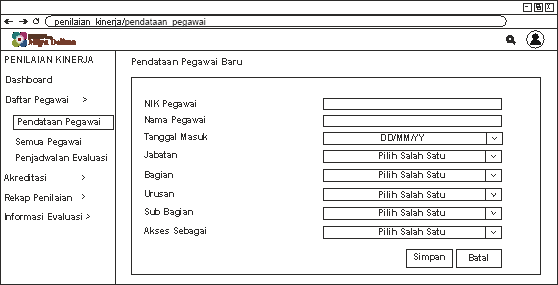 penilaian_kinerja/pendataan_pegawai
PENILAIAN KINERJA
Dashboard
Daftar Pegawai >
Pendataan Pegawai
Semua Pegawai
Penjadwalan Evaluasi
Akreditasi >
Rekap Penilaian >
Informasi Evaluasi >
Pendataan Pegawai Baru
NIK Pegawai
Nama Pegawai
Tanggal Masuk DD/MM/YY
Jabatan Pilih Salah Satu
Bagian Pilih Salah Satu
Urusan Pilih Salah Satu
Sub Bagian Pilih Salah Satu
Akses Sebagai Pilih Salah Satu
Simpan Batal